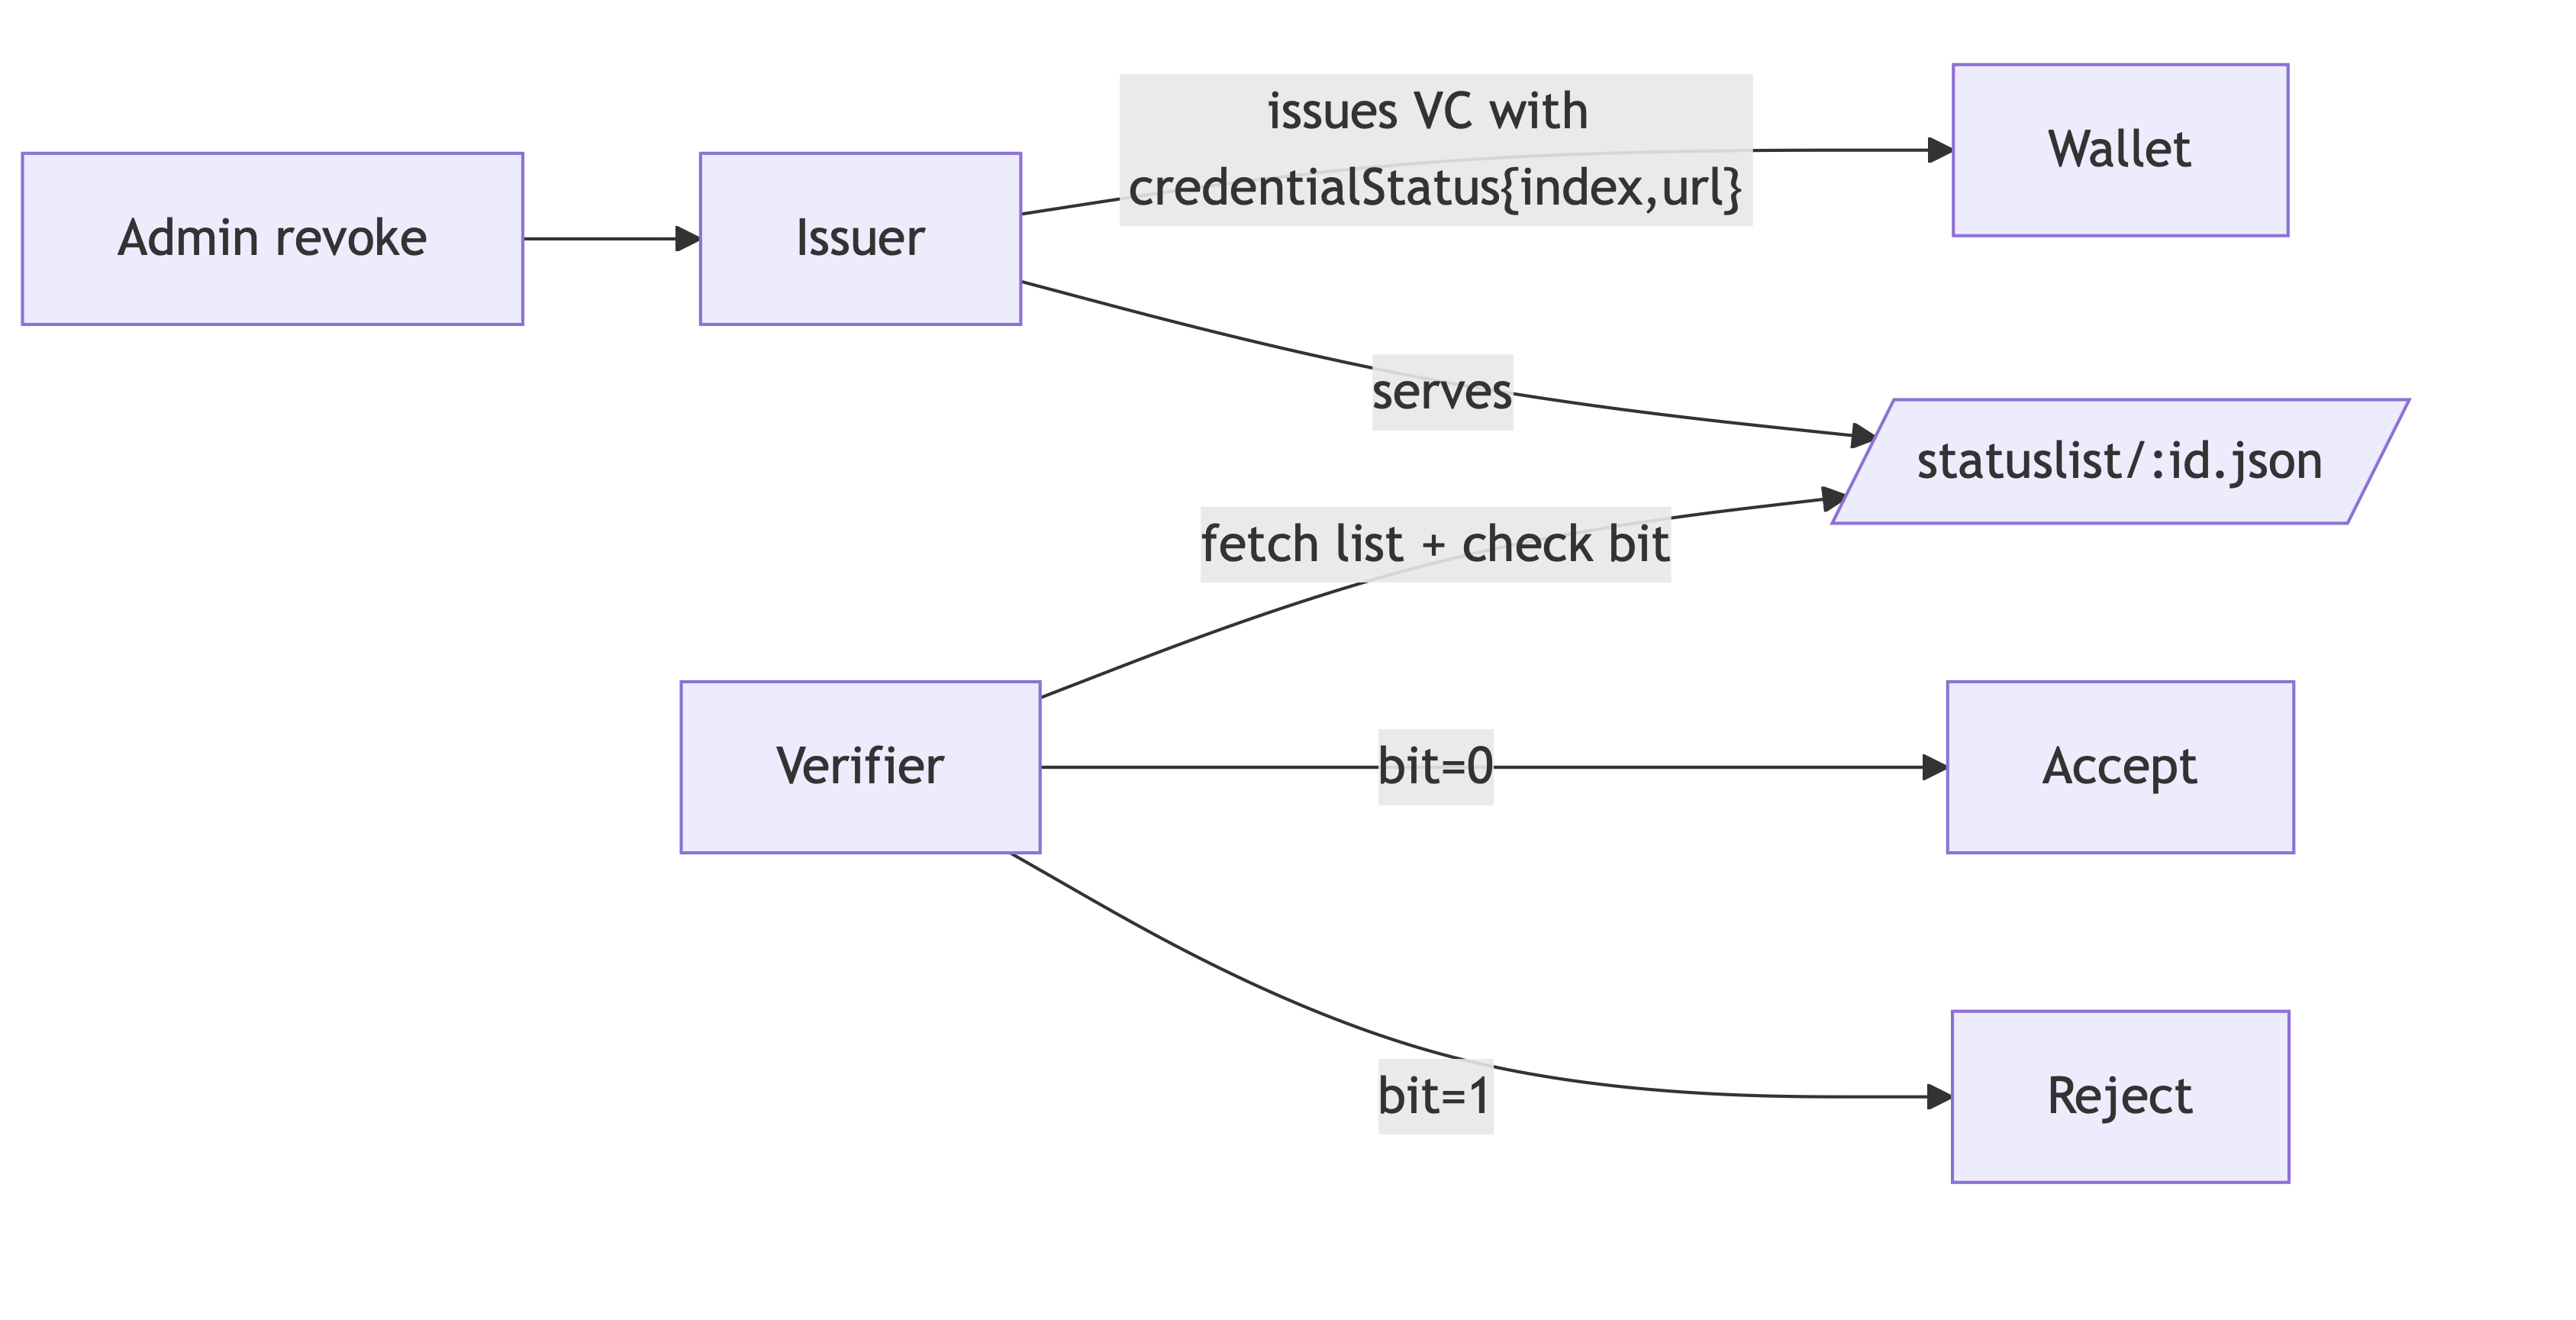 Admin revoke
Issuer
issues VC with
credentialStatus{index,url}
Wallet
serves
statuslist/:id.json
fetch list + check bit
Verifier
bit=0
Accept
bit=1
Reject